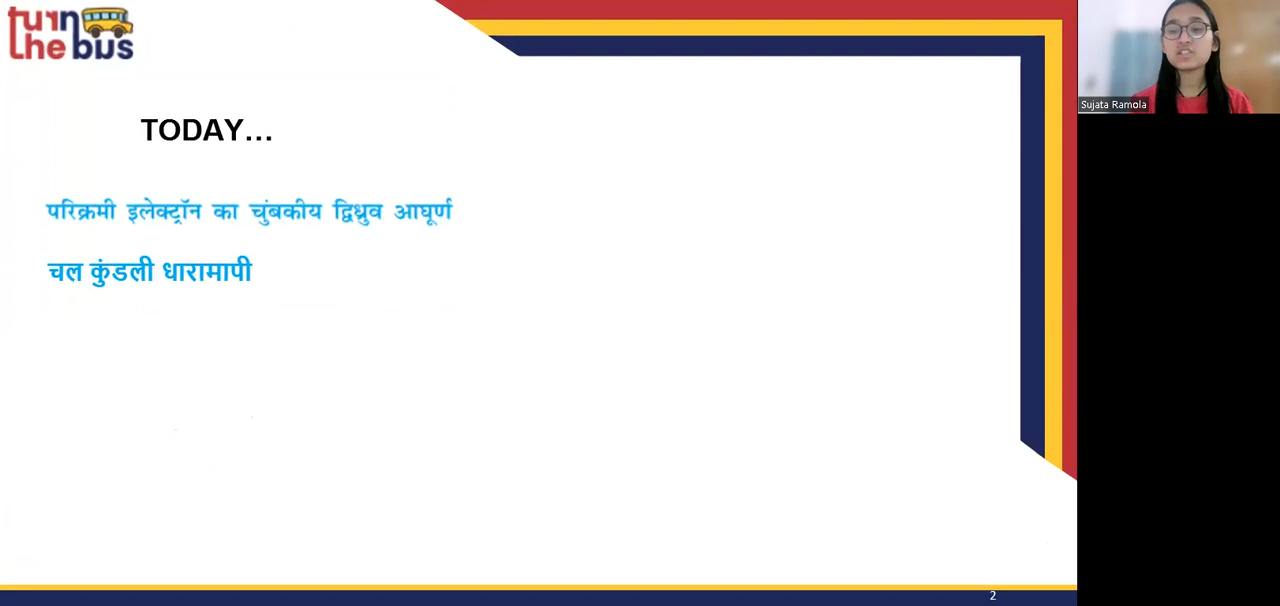 turn
the bus
Sujata Ramola
TODAY...
परिक्रमी इलेक्ट्रॉन का चुंबकीय द्विध्रुव आघूर्ण
चल कुंडली धारामापी
2